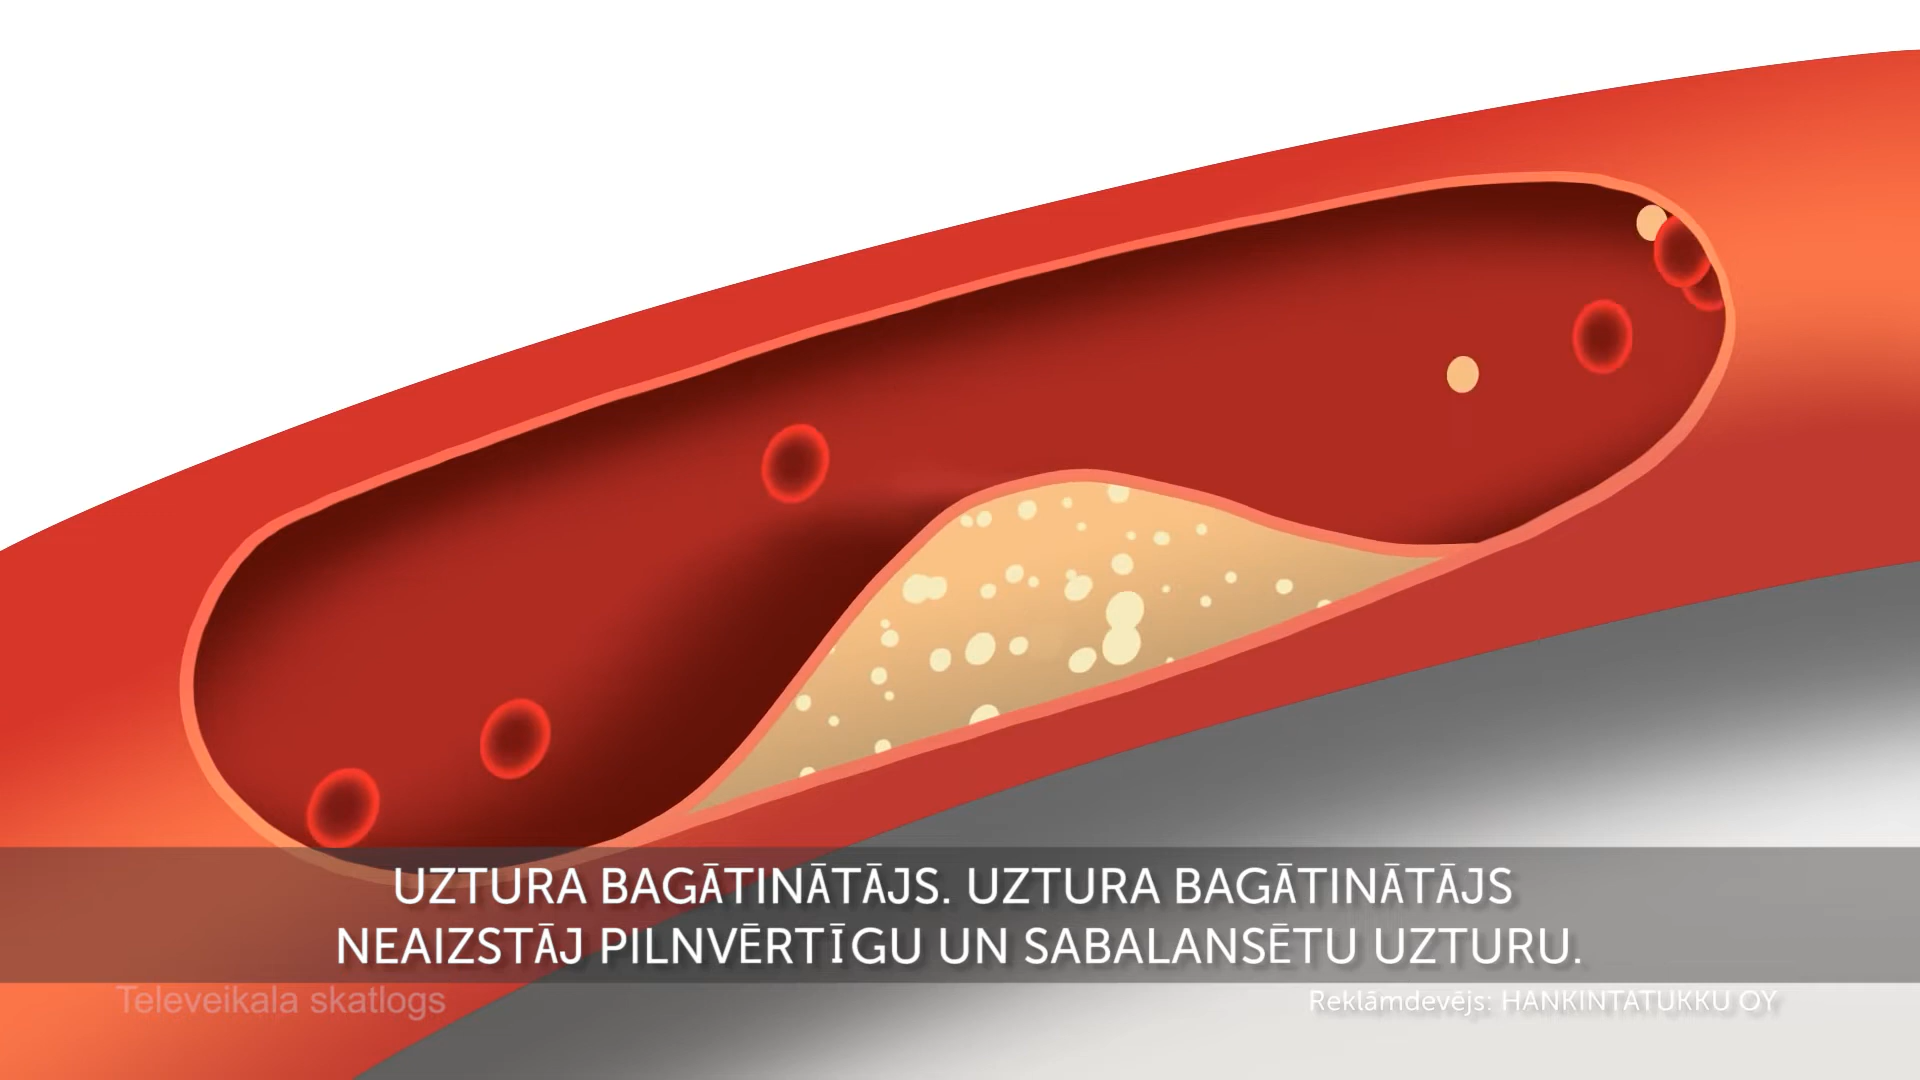 UZTURA BAGĀTINĀTĀJS. UZTURA BAGĀTINĀTĀJS
NEAIZSTĀJ PILNVĒRTĪGU UN SABALANSĒTU UZTURU.
Televeikala skatlogs
Reklāmdevējs: HANKINTATUKKU OY